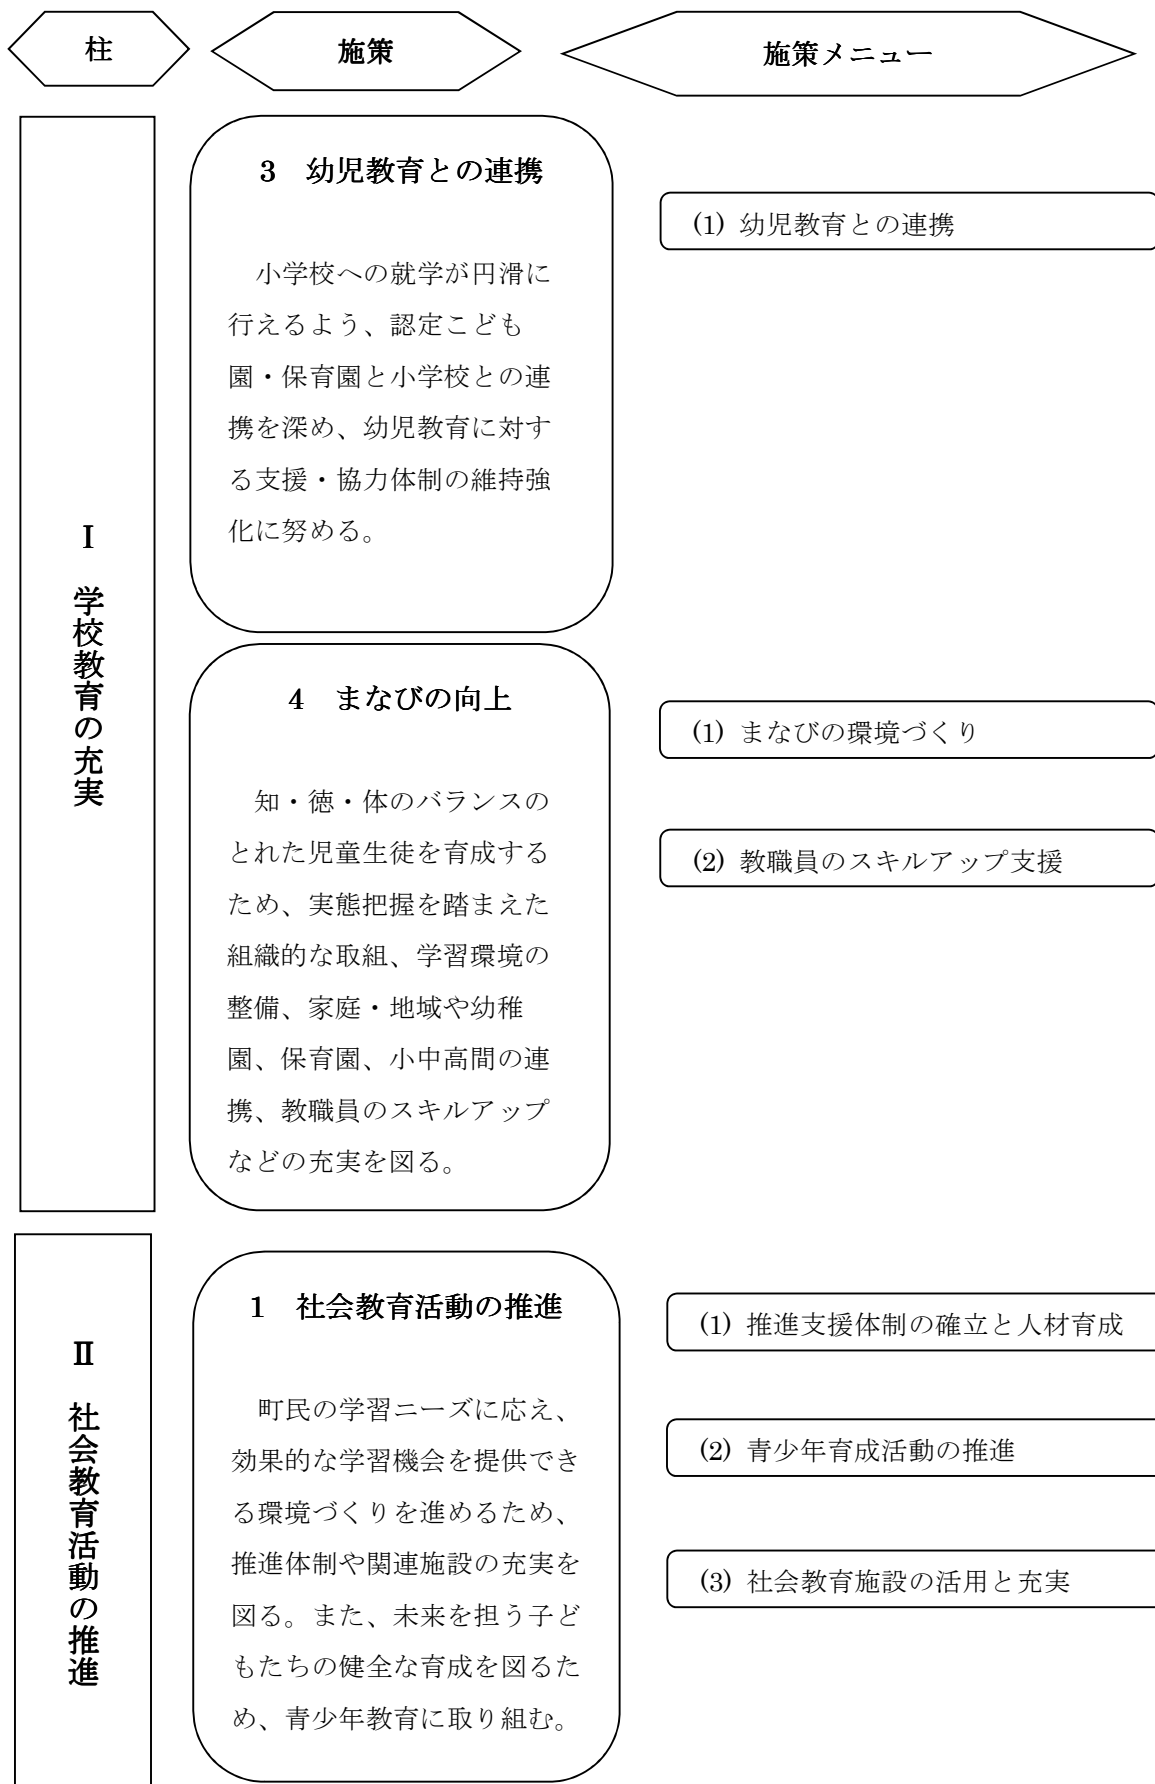 柱
施策
施策メニュー
Ⅰ 学校教育の充実
3 幼児教育との連携
小学校への就学が円滑に
行えるよう、認定こども
園・保育園と小学校との連
携を深め、幼児教育に対す
る支援・協力体制の維持強
化に努める。
(1) 幼児教育との連携
4 まなびの向上
知・徳・体のバランスの
とれた児童生徒を育成する
ため、実態把握を踏まえた
組織的な取組、学習環境の
整備、家庭・地域や幼稚
園、保育園、小中高間の連
携、教職員のスキルアップ
などの充実を図る。
(1) まなびの環境づくり
(2) 教職員のスキルアップ支援
Ⅱ 社会教育活動の推進
1 社会教育活動の推進
町民の学習ニーズに応え、
効果的な学習機会を提供でき
る環境づくりを進めるため、
推進体制や関連施設の充実を
図る。また、未来を担う子ど
もたちの健全な育成を図るた
め、青少年教育に取り組む。
(1) 推進支援体制の確立と人材育成
(2) 青少年育成活動の推進
(3) 社会教育施設の活用と充実